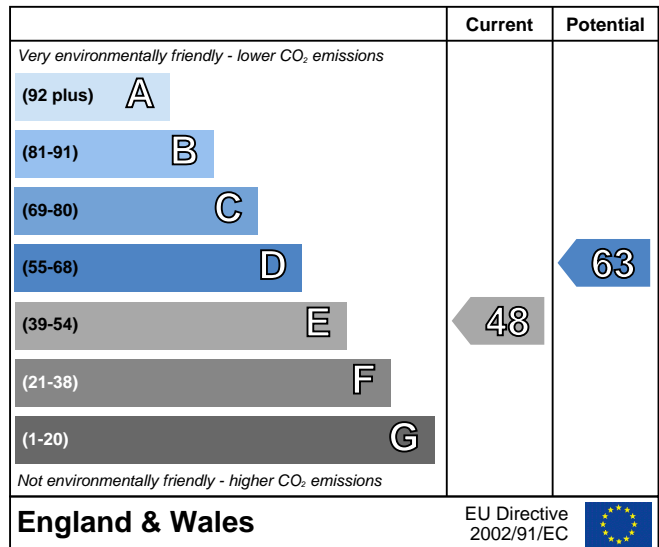 Current Potential
Very environmentally friendly - lower CO₂ emissions
(92 plus) A
(81-91) B
(69-80) C
(55-68) D 63
(39-54) E 48
(21-38) F
(1-20) G
Not environmentally friendly - higher CO₂ emissions
England & Wales
EU Directive
2002/91/EC